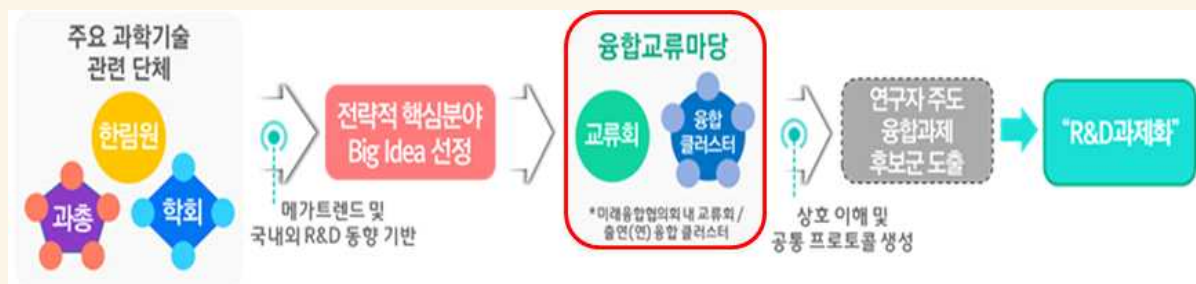 주요 과학기술
관련 단체
한림원
과총
학회
메가트렌드 및
국내외 R&D 동향 기반
전략적 핵심분야
Big Idea 선정
융합교류마당
교류회
융합
클러스터
*미래융합협의회 내 교류회 /
출연(연) 융합 클러스터
상호 이해 및
공통 프로토콜 생성
연구자 주도
융합과제
후보군 도출
"R&D과제화"